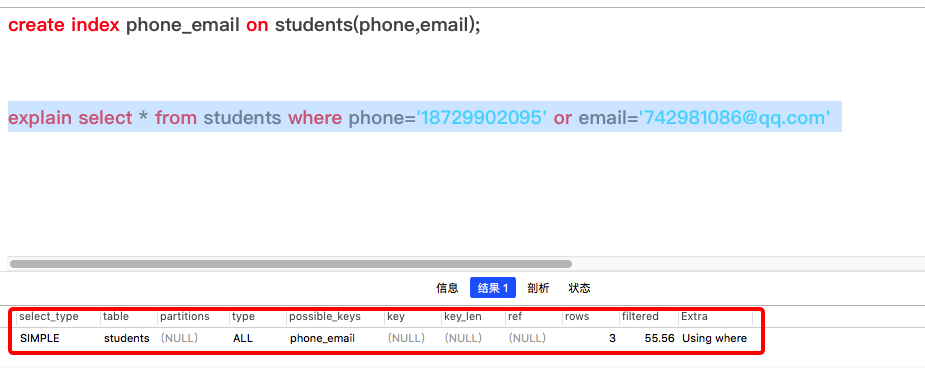 create index phone_email on students(phone,email);
explain select * from students where phone='18729902095' or email='742981086@qq.com'
信息 结果 1 剖析 状态
select_type table partitions type possible_keys key key_len ref rows filtered Extra
SIMPLE students (NULL) ALL phone_email (NULL) (NULL) (NULL) 3 55.56 Using where